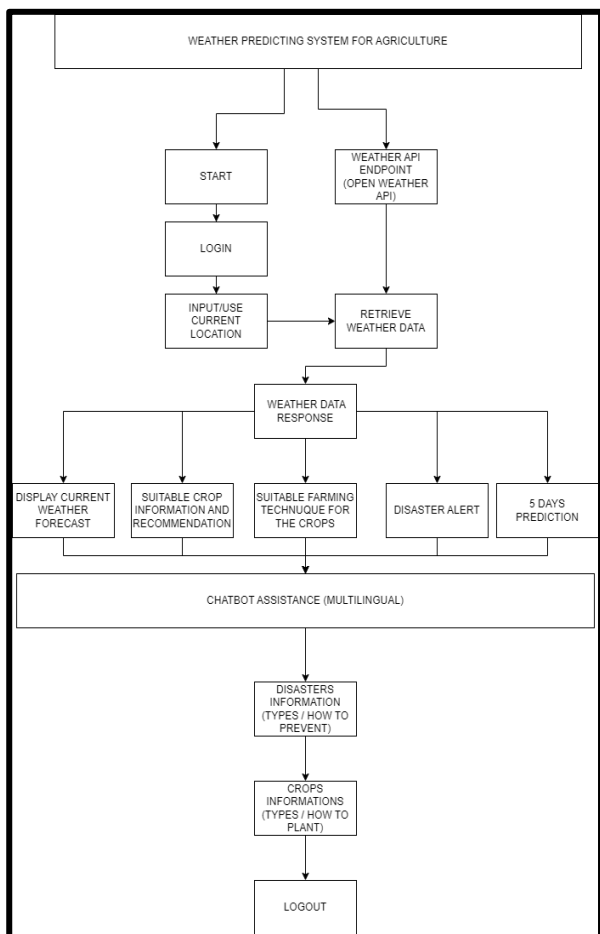 WEATHER PREDICTING SYSTEM FOR AGRICULTURE
START
WEATHER API
ENDPOINT
(OPEN WEATHER
API)
LOGIN
INPUT/USE
CURRENT
LOCATION
RETRIEVE
WEATHER DATA
WEATHER DATA
RESPONSE
DISPLAY CURRENT
WEATHER
FORECAST
SUITABLE CROP
INFORMATION AND
RECOMMENDATION
SUITABLE FARMING
TECHNUQUE FOR
THE CROPS
DISASTER ALERT
5 DAYS
PREDICTION
CHATBOT ASSISTANCE (MULTILINGUAL)
DISASTERS
INFORMATION
(TYPES / HOW TO
PREVENT)
CROPS
INFORMATIONS
(TYPES / HOW TO
PLANT)
LOGOUT